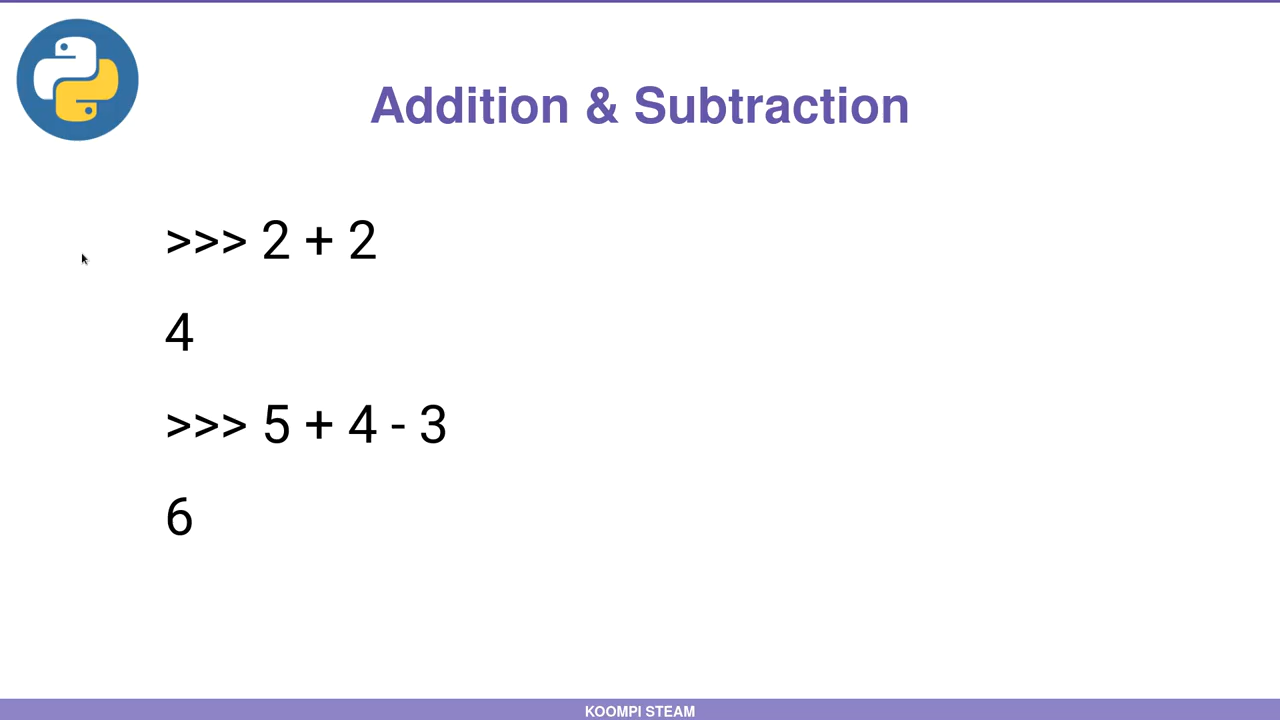 Addition & Subtraction
>>> 2 + 2
4
>>> 5 + 4 - 3
6
KOOMPI STEAM